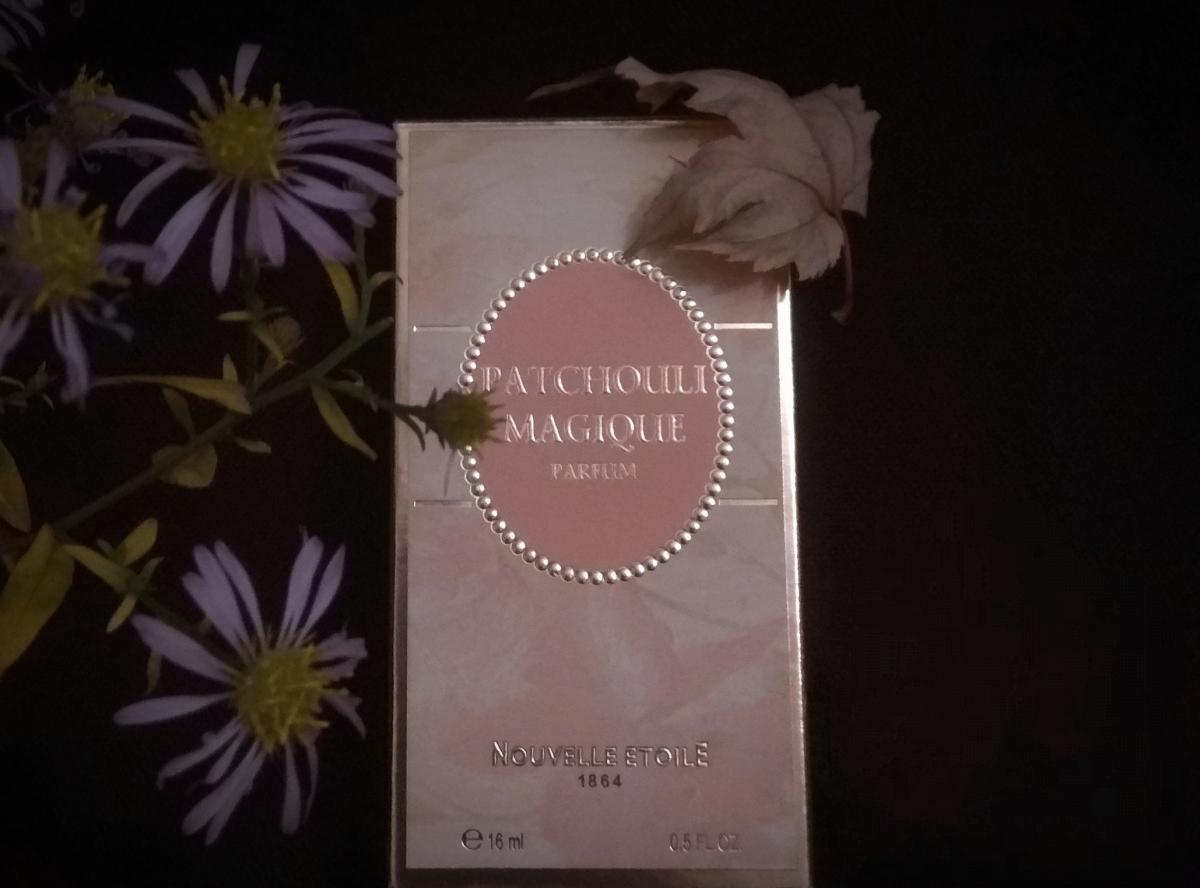 PATCHOULI
MAGIQUE
PARFUM
NOUVELLE ETOILE
1864
℮ 16 ml 0.5 FL.OZ.